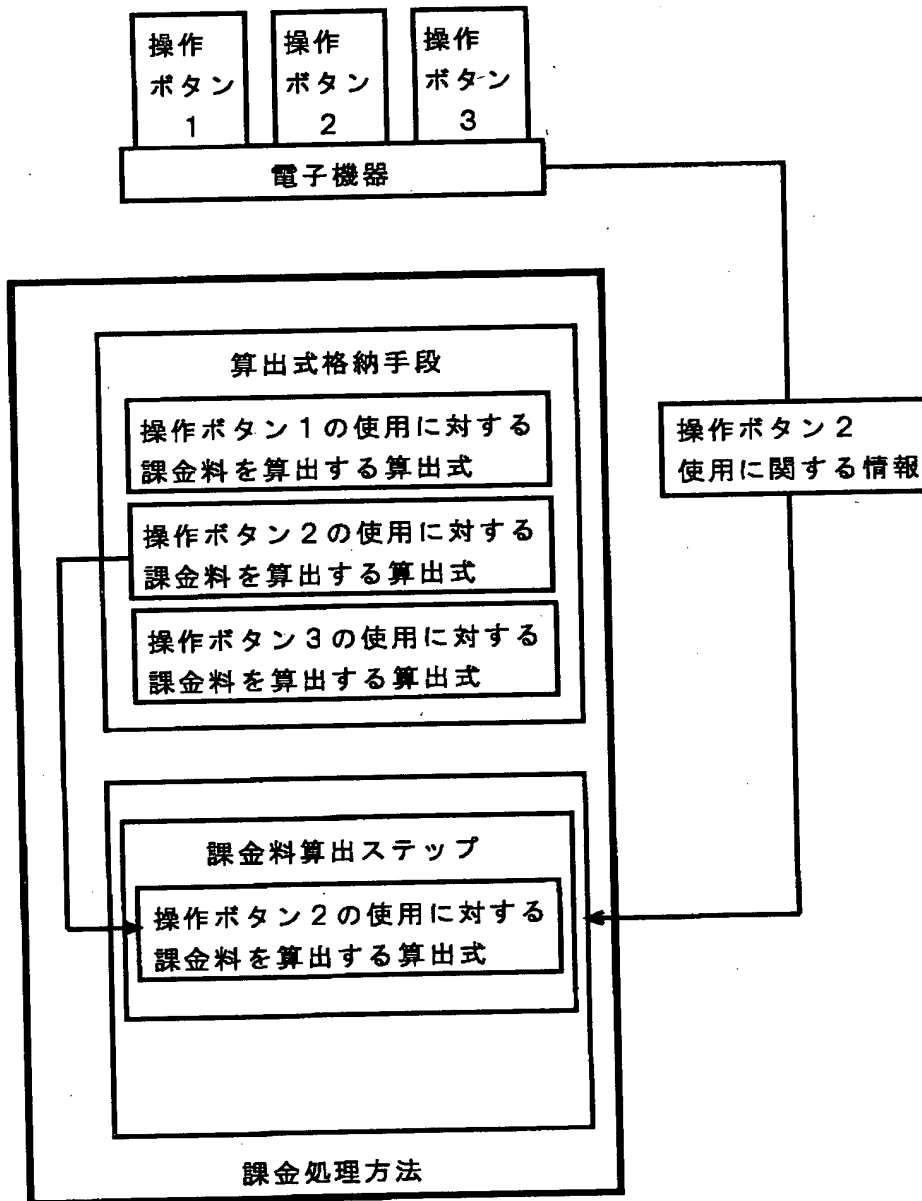 操作
ボタン
1
操作
ボタン
2
操作
ボタン
3
電子機器
算出式格納手段
操作ボタン1の使用に対する
課金料を算出する算出式
操作ボタン2の使用に対する
課金料を算出する算出式
操作ボタン3の使用に対する
課金料を算出する算出式
操作ボタン2
使用に関する情報
課金料算出ステップ
操作ボタン2の使用に対する
課金料を算出する算出式
課金処理方法